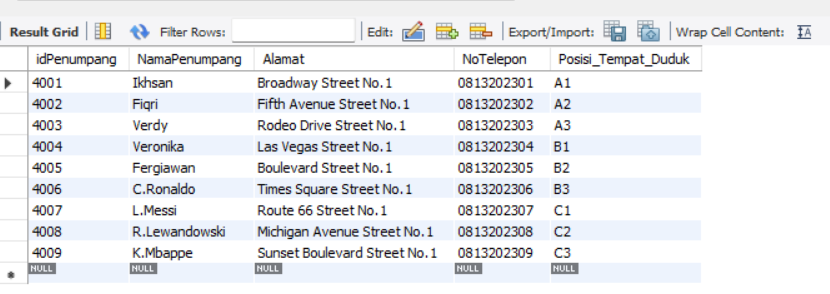 Result Grid Filter Rows: Edit: Export/Import: Wrap Cell Content: IA
idPenumpang NamaPenumpang Alamat NoTelepon Posisi_Tempat_Duduk
4001 Ikhsan Broadway Street No.1 0813202301 A1
4002 Fiqri Fifth Avenue Street No.1 0813202302 A2
4003 Verdy Rodeo Drive Street No.1 0813202303 A3
4004 Veronika Las Vegas Street No.1 0813202304 B1
4005 Fergiawan Boulevard Street No.1 0813202305 B2
4006 C.Ronaldo Times Square Street No.1 0813202306 B3
4007 L.Messi Route 66 Street No.1 0813202307 C1
4008 R.Lewandowski Michigan Avenue Street No.1 0813202308 C2
4009 K.Mbappe Sunset Boulevard Street No.1 0813202309 C3
NULL NULL NULL NULL NULL